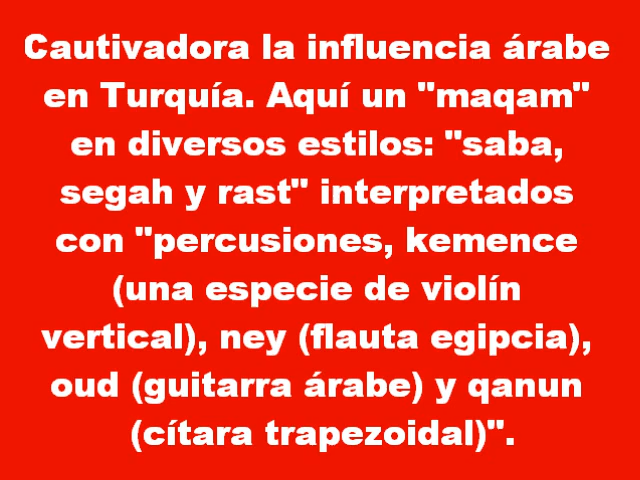 Cautivadora la influencia árabe
en Turquía. Aquí un "maqam"
en diversos estilos: "saba,
segah y rast" interpretados
con "percusiones, kemence
(una especie de violín
vertical), ney (flauta egipcia),
oud (guitarra árabe) y qanun
(cítara trapezoidal)".